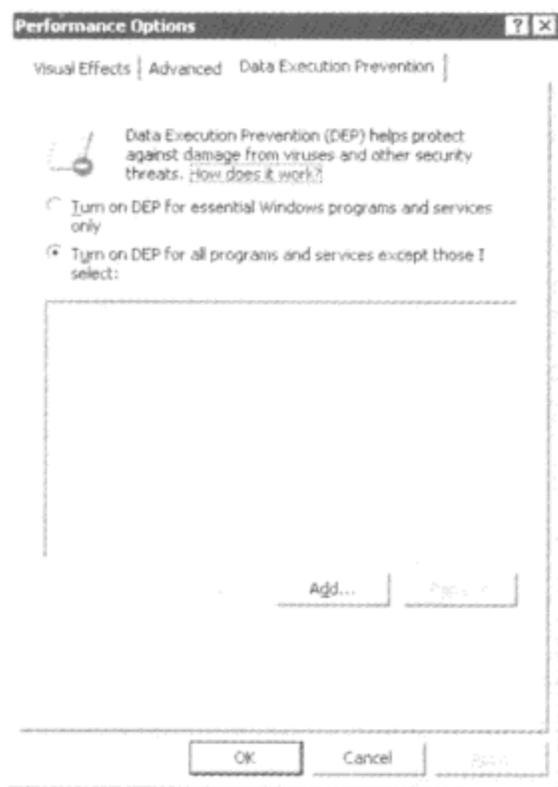 Performance Options
Visual Effects
Advanced
Data Execution Prevention
Data Execution Prevention (DEP) helps protect
against damage from viruses and other security
threats. How does it work?
Turn on DEP for essential Windows programs and services
only
Turn on DEP for all programs and services except those I
select:
Add...
OK
Cancel